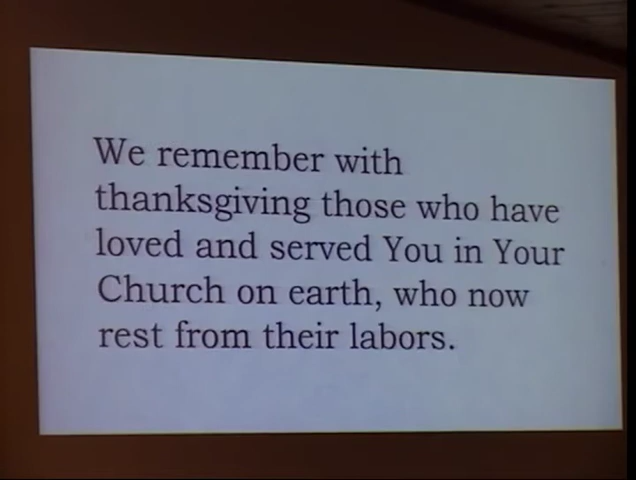 We remember with
thanksgiving those who have
loved and served You in Your
Church on earth, who now
rest from their labors.